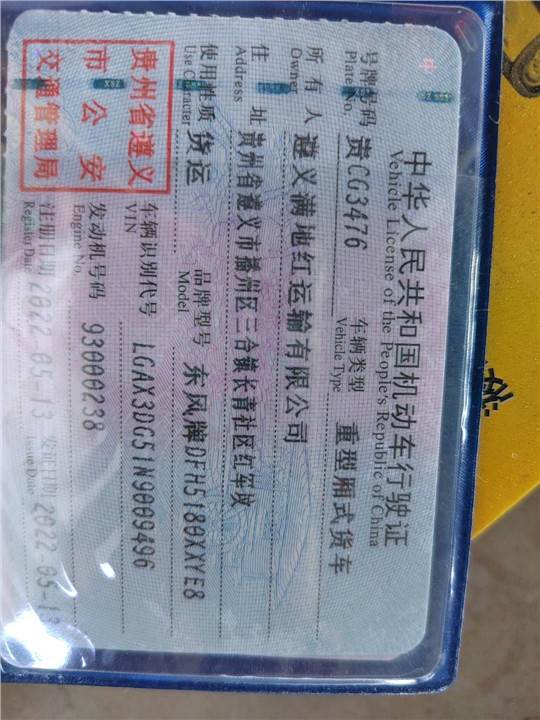 中华人民共和国机动车行驶证
Vehicle License of the People's Republic of China
号牌号码 贵CG3476 车辆类型 重型厢式货车
Plate No. Vehicle Type
所有人 遵义满地红运输有限公司
Owner
住址 贵州省遵义市播州区三合镇长青社区红军坟
Address
使用性质 货运 品牌型号 东风牌DFH5180XXYE8
Use Character Model
车辆识别代号 LGAX3DG51N9009496
VIN
发动机号码 93000238
Engine No.
注册日期 2022-05-13 发证日期 2022-05-13
Register Date Issue Date
贵州省遵义
市公安
交通管理局